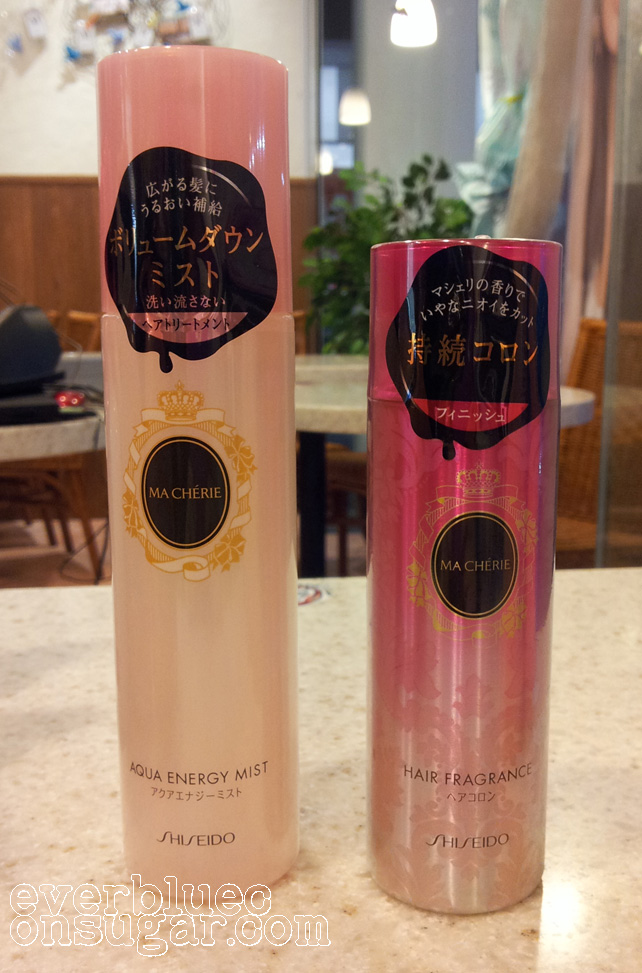 広がる髪に
うるおい補給
ボリュームダウン
ミスト
洗い流さない
ヘアトリートメント
MA CHÉRIE
AQUA ENERGY MIST
アクアエナジーミスト
SHISEIDO
マシェリの香りで
いやなニオイをカット
持続コロン
フィニッシュ
MA CHÉRIE
HAIR FRAGRANCE
ヘアコロン
SHISEIDO
everbluec
onsugar.com